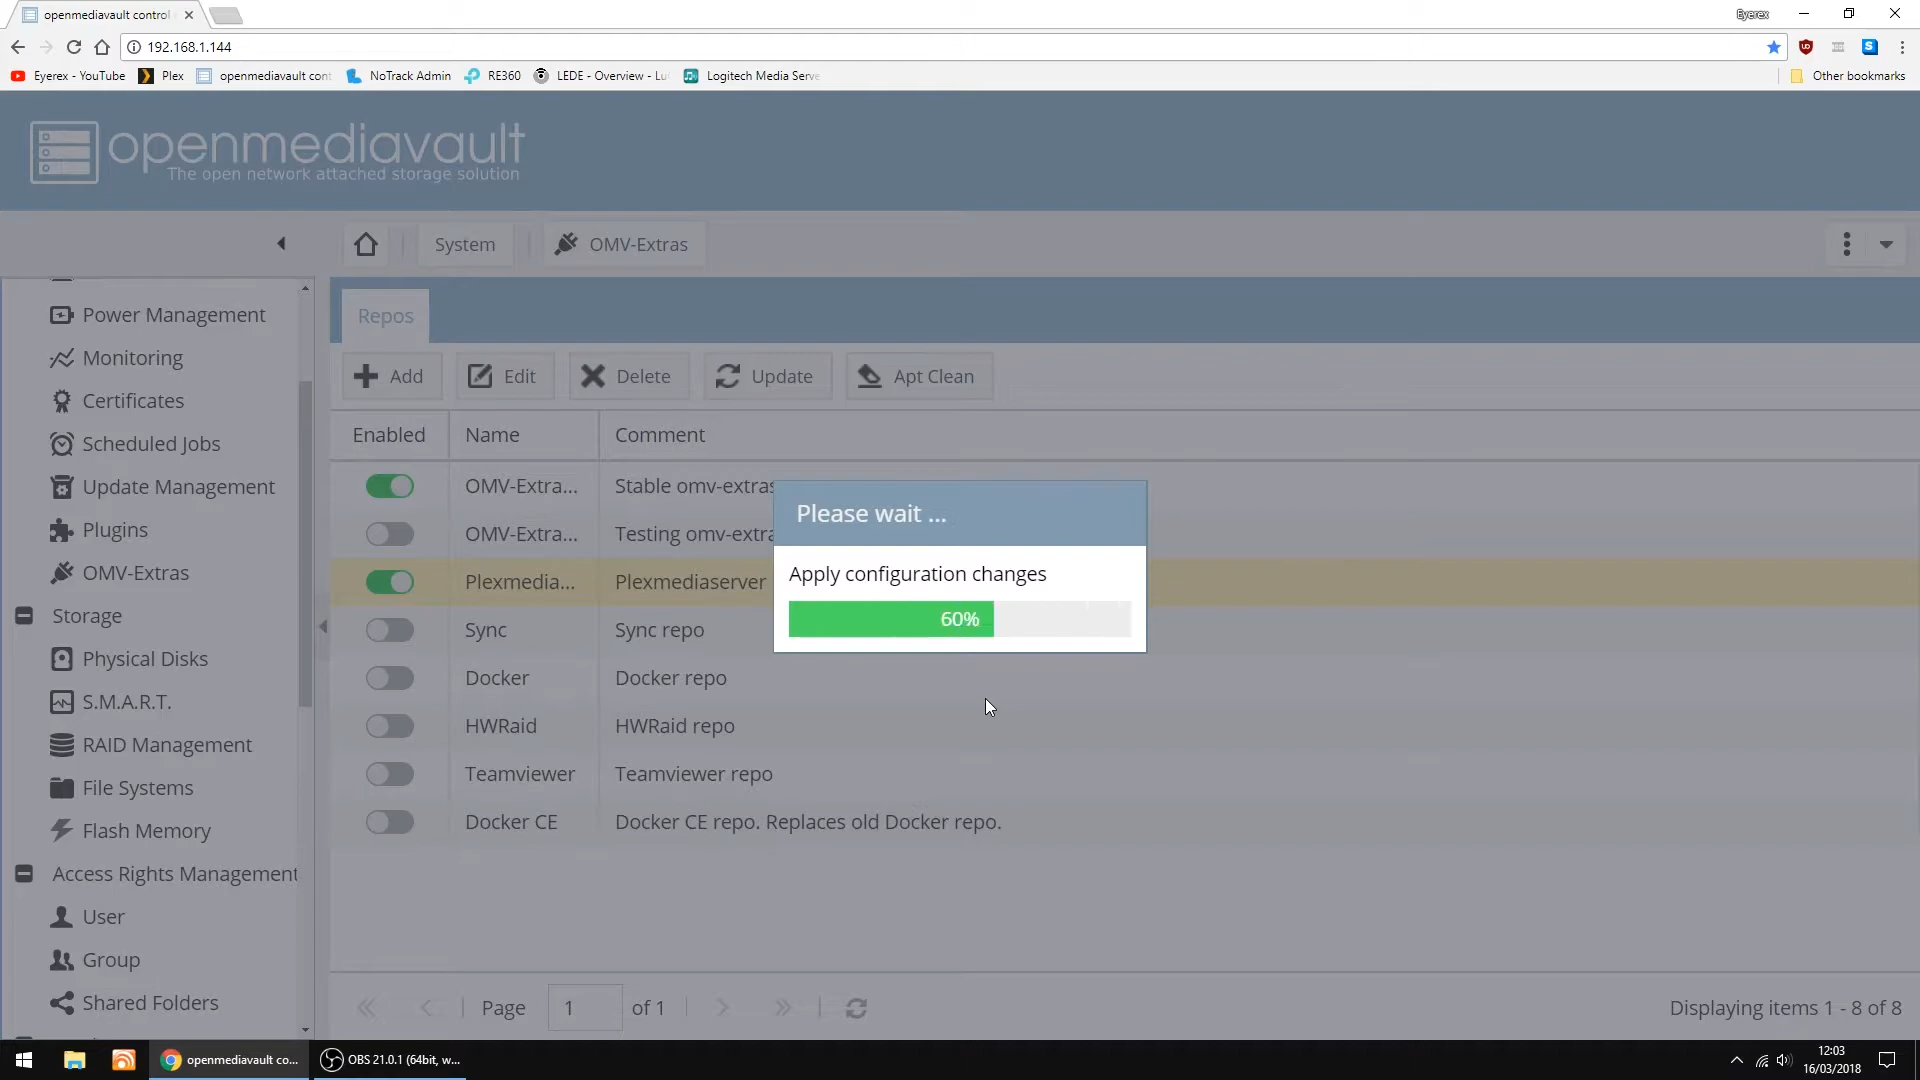 openmediavault control
Eyerex
192.168.1.144
Eyerex - YouTube
Plex
openmediavault cont
NoTrack Admin
RE360
LEDE - Overview - Lu
Logitech Media Serve
Other bookmarks
openmediavault
The open network attached storage solution
System
OMV-Extras
Power Management
Monitoring
Certificates
Scheduled Jobs
Update Management
Plugins
OMV-Extras
Storage
Physical Disks
S.M.A.R.T.
RAID Management
File Systems
Flash Memory
Access Rights Management
User
Group
Shared Folders
Repos
Add
Edit
Delete
Update
Apt Clean
Enabled Name Comment
OMV-Extra... Stable omv-extras
OMV-Extra... Testing omv-extra
Plexmedia... Plexmediaserver
Sync Sync repo
Docker Docker repo
HWRaid HWRaid repo
Teamviewer Teamviewer repo
Docker CE Docker CE repo. Replaces old Docker repo.
Please wait ...
Apply configuration changes
60%
Page 1 of 1
Displaying items 1 - 8 of 8
openmediavault co...
OBS 21.0.1 (64bit, w...
12:03
16/03/2018